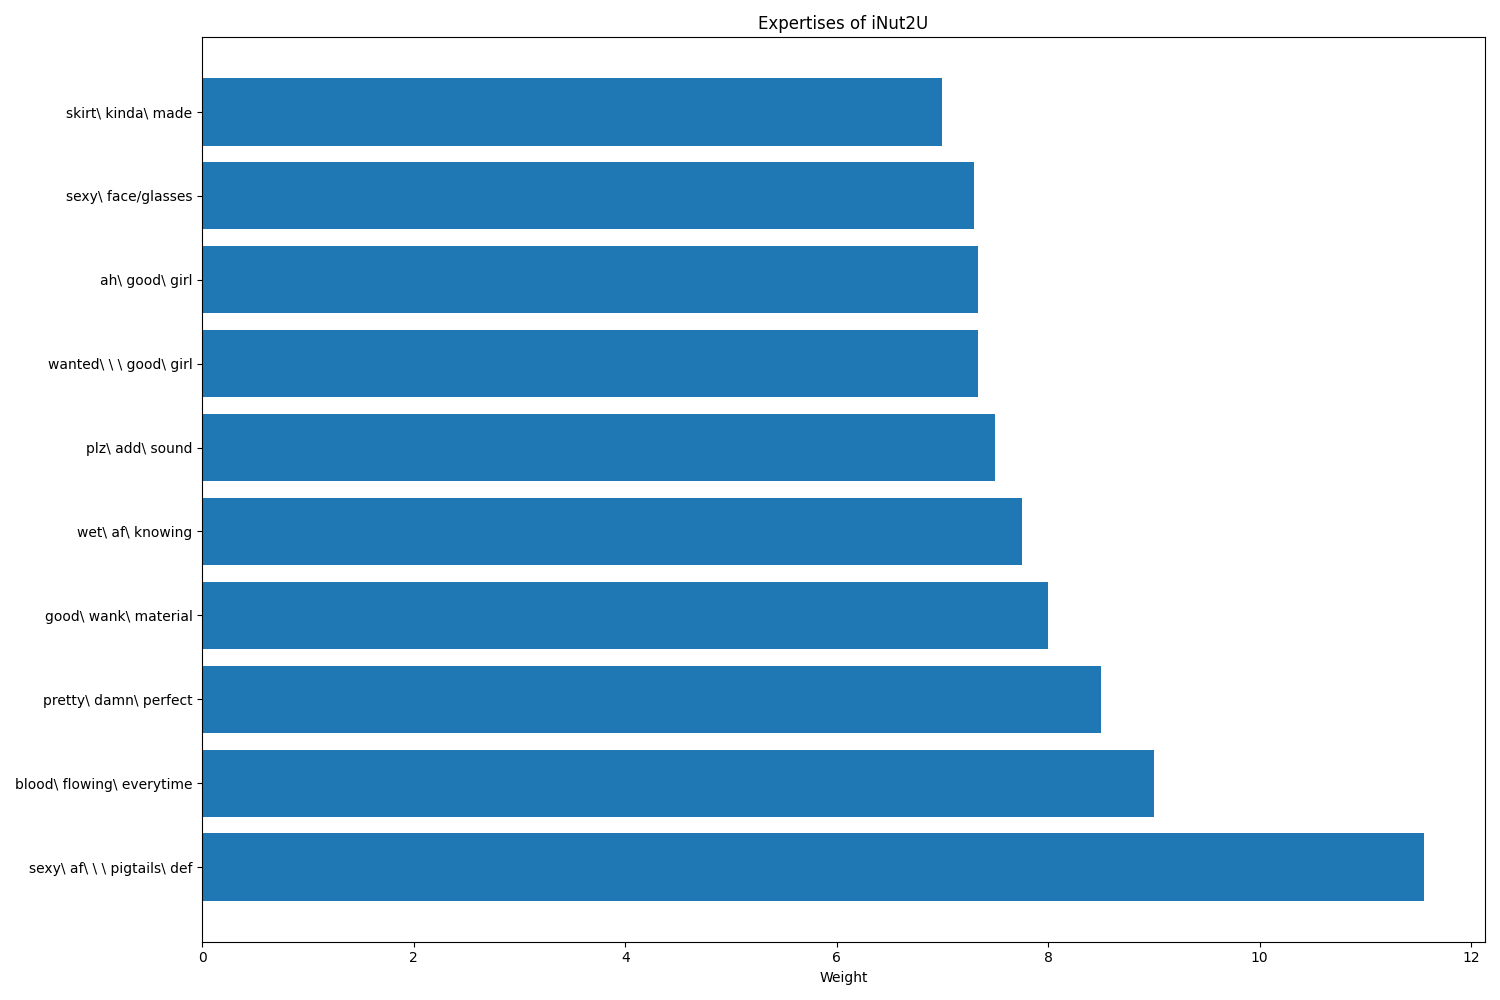 Expertises of iNut2U
skirt\ kinda\ made
sexy\ face/glasses
ah\ good\ girl
wanted\ \ \ good\ girl
plz\ add\ sound
wet\ af\ knowing
good\ wank\ material
pretty\ damn\ perfect
blood\ flowing\ everytime
sexy\ af\ \ \ pigtails\ def
0 2 4 6 8 10 12
Weight